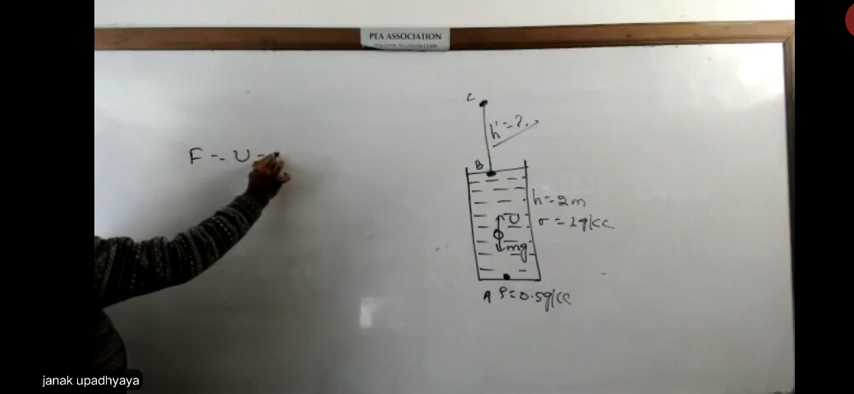 PEA ASSOCIATION
C
h' = ?
F = U -
B
h = 2m
U
σ = 1g/cc
mg
A ρ = 0.5g/cc
janak upadhyaya